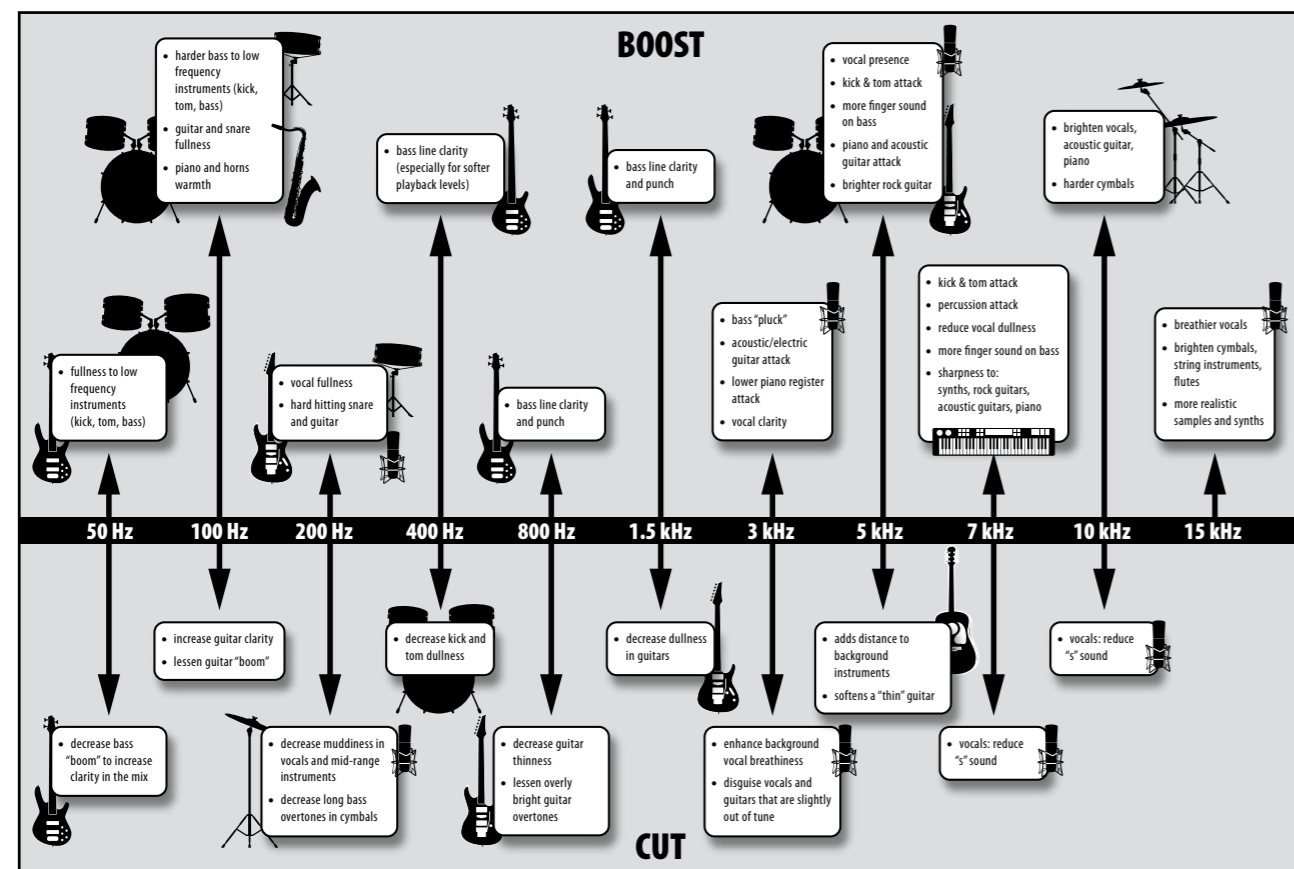 BOOST
• harder bass to low
frequency
instruments (kick,
tom, bass)
• guitar and snare
fullness
• piano and horns
warmth
• bass line clarity
(especially for softer
playback levels)
• bass line clarity
and punch
• vocal presence
• kick & tom attack
• more finger sound
on bass
• piano and acoustic
guitar attack
• brighter rock guitar
• brighten vocals,
acoustic guitar,
piano
• harder cymbals
• fullness to low
frequency
instruments
(kick, tom, bass)
• vocal fullness
• hard hitting snare
and guitar
• bass line clarity
and punch
• bass “pluck”
• acoustic/electric
guitar attack
• lower piano register
attack
• vocal clarity
• kick & tom attack
• percussion attack
• reduce vocal dullness
• more finger sound on bass
• sharpness to:
synths, rock guitars,
acoustic guitars, piano
• breathier vocals
• brighten cymbals,
string instruments,
flutes
• more realistic
samples and synths
50 Hz 100 Hz 200 Hz 400 Hz 800 Hz 1.5 kHz 3 kHz 5 kHz 7 kHz 10 kHz 15 kHz
• increase guitar clarity
• lessen guitar “boom”
• decrease kick and
tom dullness
• decrease dullness
in guitars
• adds distance to
background
instruments
• softens a “thin” guitar
• vocals: reduce
“s” sound
• decrease bass
“boom” to increase
clarity in the mix
• decrease muddiness in
vocals and mid-range
instruments
• decrease long bass
overtones in cymbals
• decrease guitar
thinness
• lessen overly
bright guitar
overtones
• enhance background
vocal breathiness
• disguise vocals and
guitars that are slightly
out of tune
• vocals: reduce
“s” sound
CUT